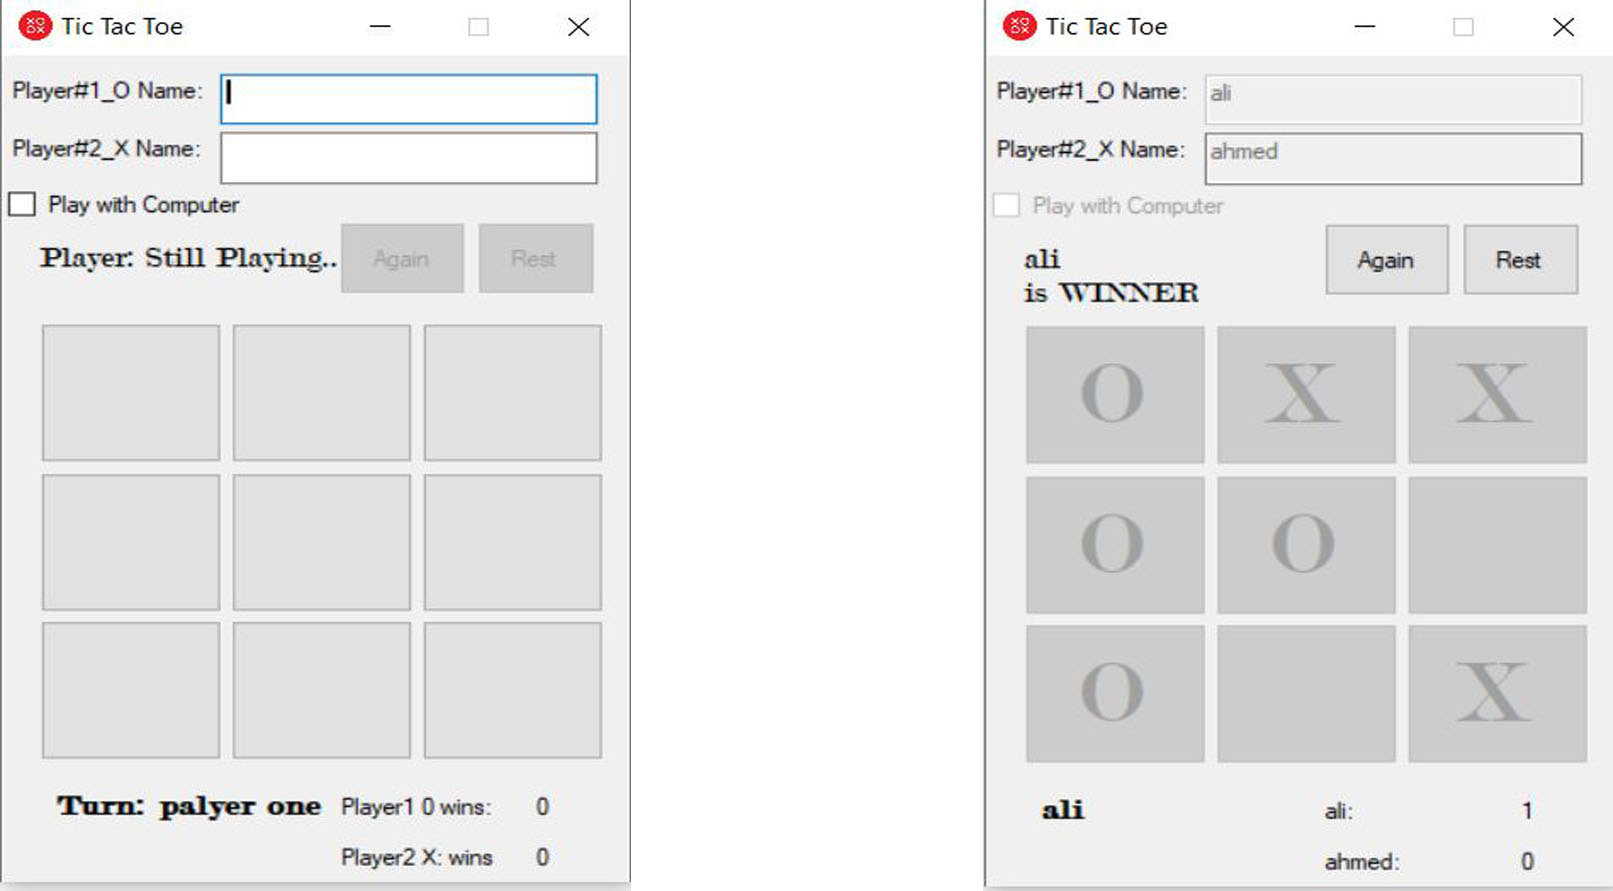 Tic Tac Toe
Player#1_O Name:
Player#2_X Name:
Play with Computer
Player: Still Playing..
Again
Rest
Turn: palyer one
Player1 0 wins: 0
Player2 X: wins 0
Tic Tac Toe
Player#1_O Name: ali
Player#2_X Name: ahmed
Play with Computer
ali
is WINNER
Again
Rest
O X X
O O
O X
ali
ali: 1
ahmed: 0